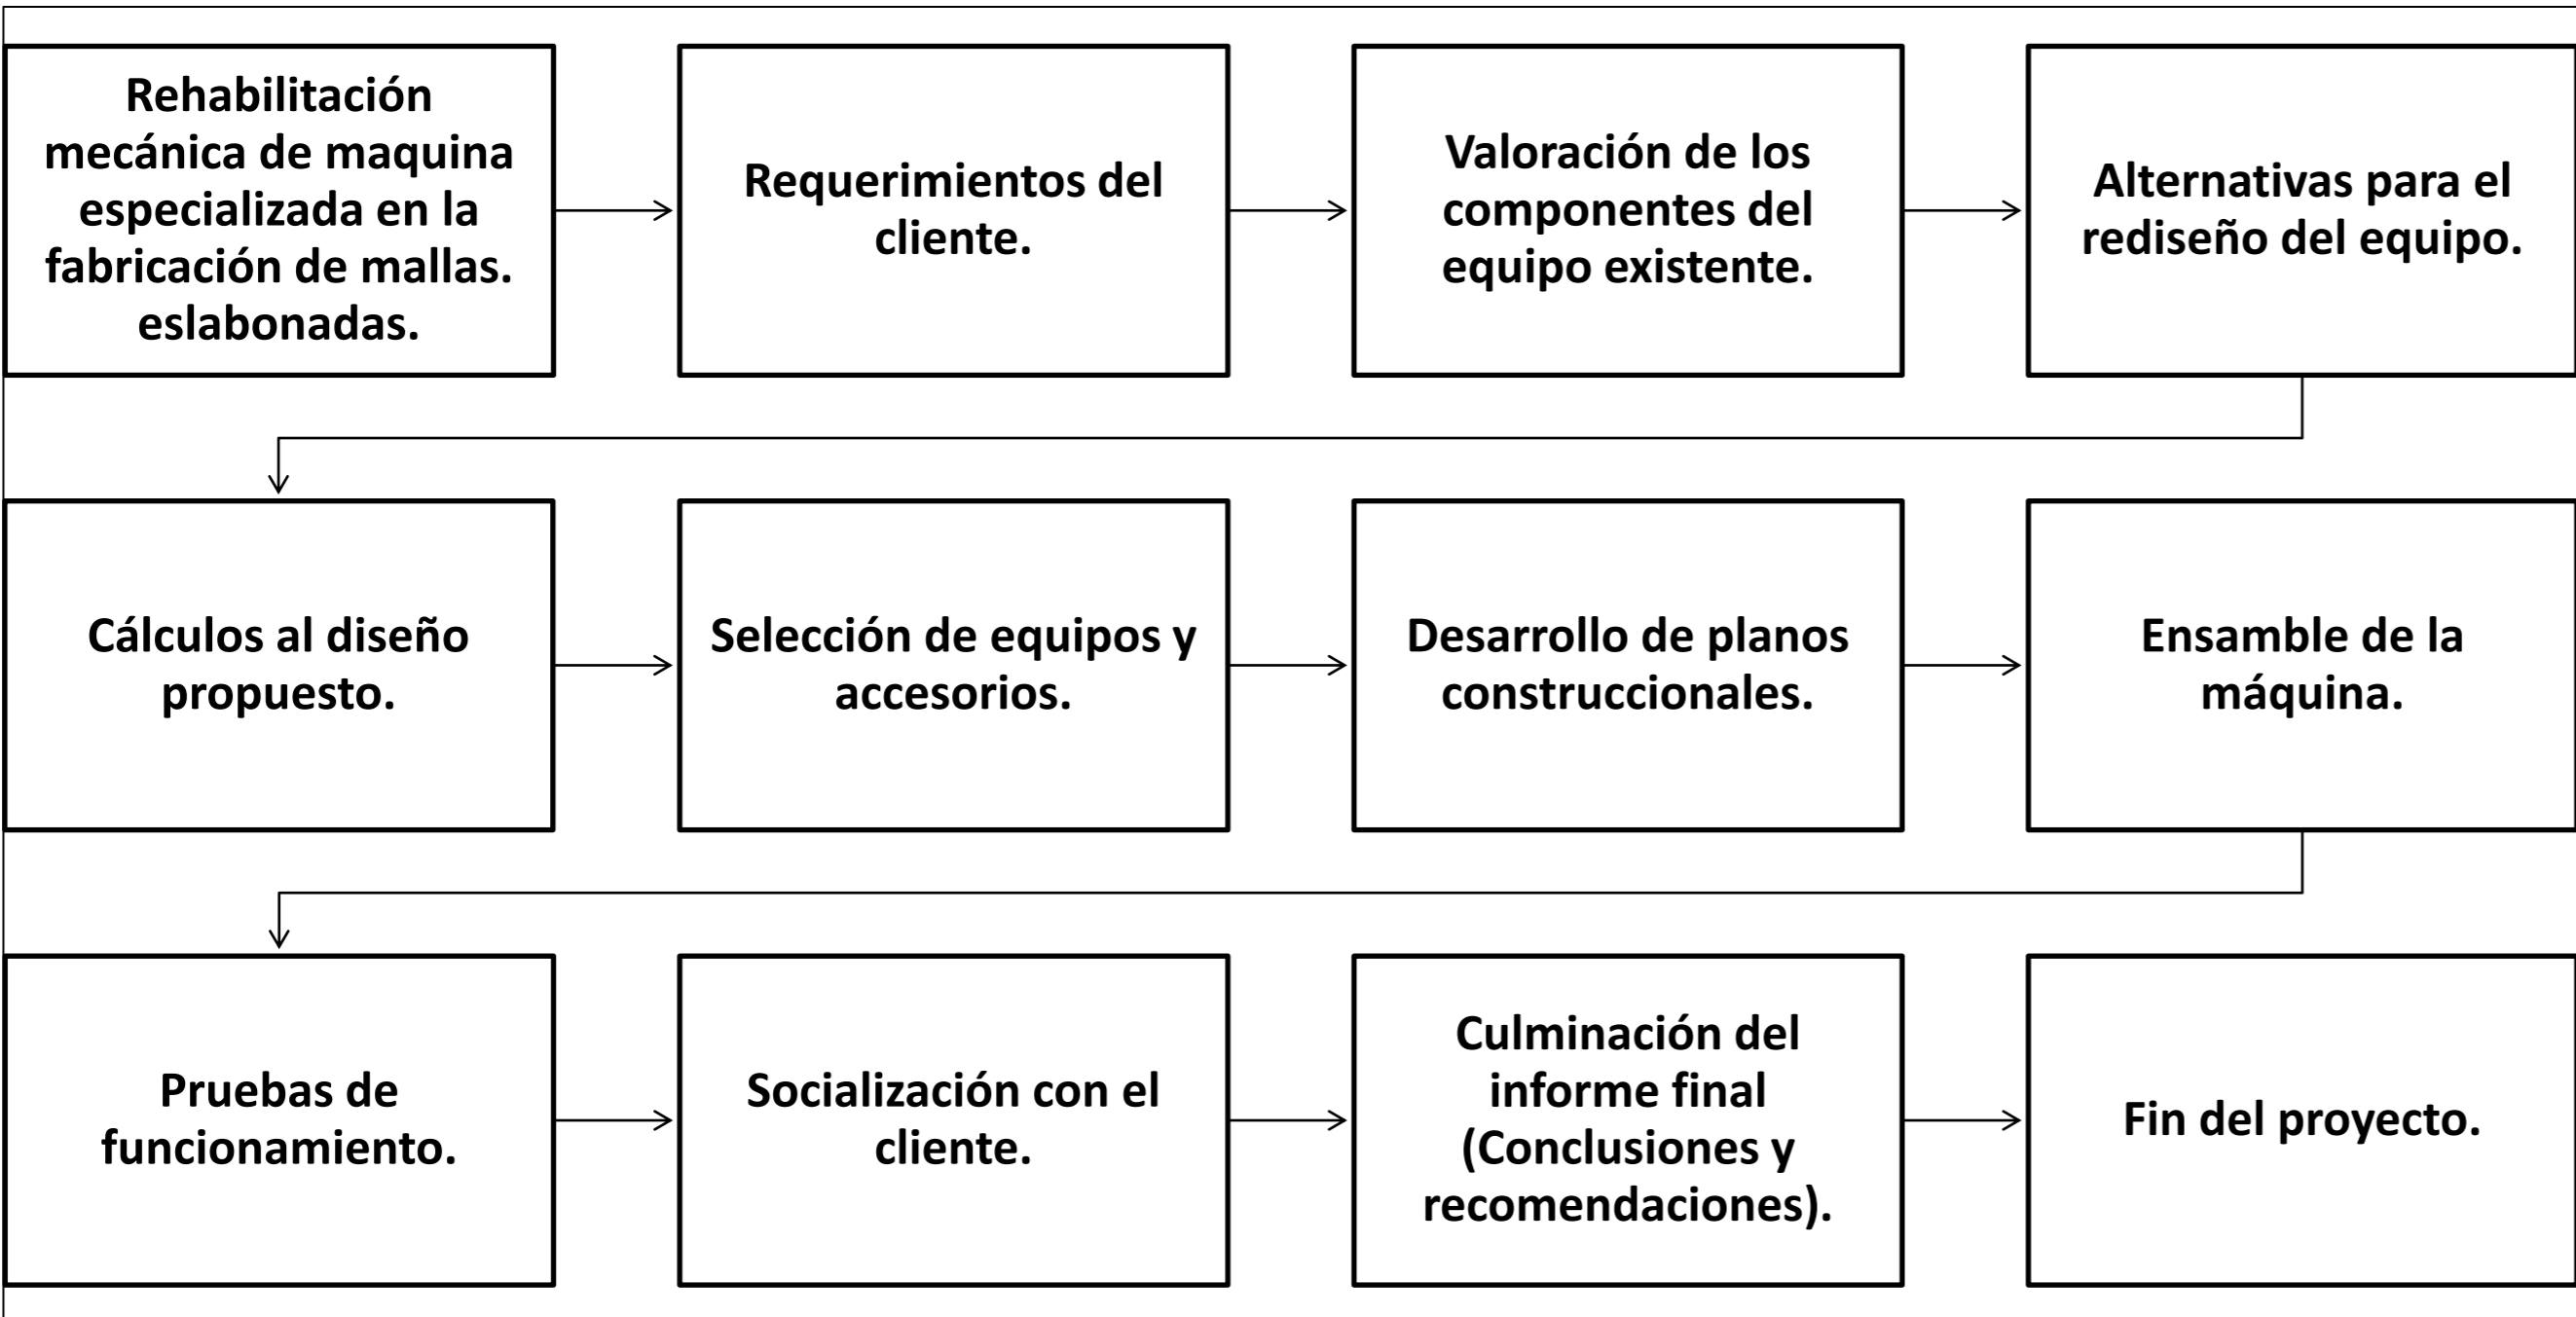 Rehabilitación
mecánica de maquina
especializada en la
fabricación de mallas.
eslabonadas.
Requerimientos del
cliente.
Valoración de los
componentes del
equipo existente.
Alternativas para el
rediseño del equipo.
Cálculos al diseño
propuesto.
Selección de equipos y
accesorios.
Desarrollo de planos
construccionales.
Ensamble de la
máquina.
Pruebas de
funcionamiento.
Socialización con el
cliente.
Culminación del
informe final
(Conclusiones y
recomendaciones).
Fin del proyecto.